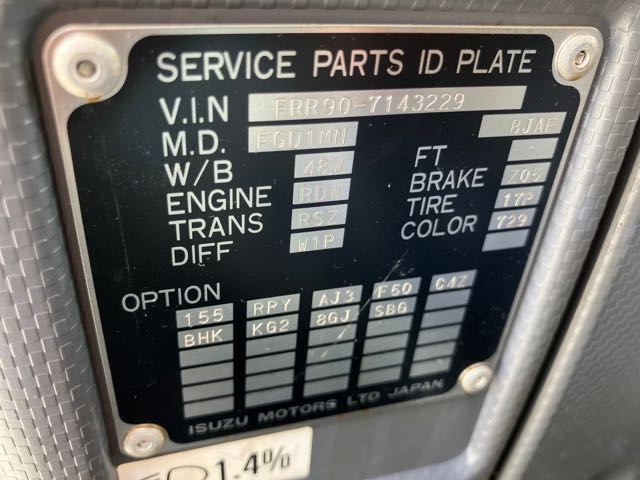 SERVICE PARTS ID PLATE
V.I.N FRR90-7143229
M.D. FGD1MN 8JAF
W/B 48W FT
ENGINE RDW BRAKE Z05
TRANS RSZ TIRE 17P
DIFF W1P COLOR 729
OPTION
155 RPY AJ3 F60 C4Z
BHK KG2 8GJ SBG
ISUZU MOTORS LTD JAPAN
1.4%